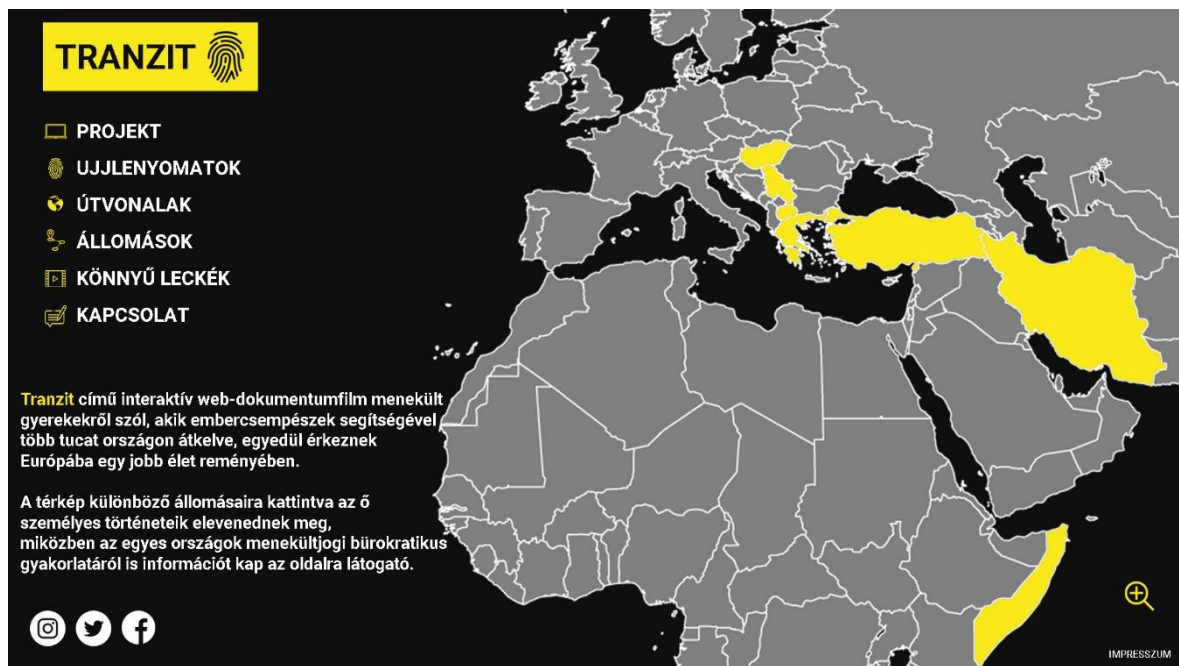 TRANZIT
PROJEKT
UJJLENYOMATOK
ÚTVONALAK
ÁLLOMÁSOK
KÖNNYŰ LECKÉK
KAPCSOLAT
Tranzit című interaktív web-dokumentumfilm menekült
gyerekekről szól, akik embercsempészek segítségével
több tucat országon átkelve, egyedül érkeznek
Európába egy jobb élet reményében.
A térkép különböző állomásaira kattintva az ő
személyes történeteik elevenednek meg,
miközben az egyes országok menekültjogi bürokratikus
gyakorlatáról is információt kap az oldalra látogató.
IMPRESSZUM